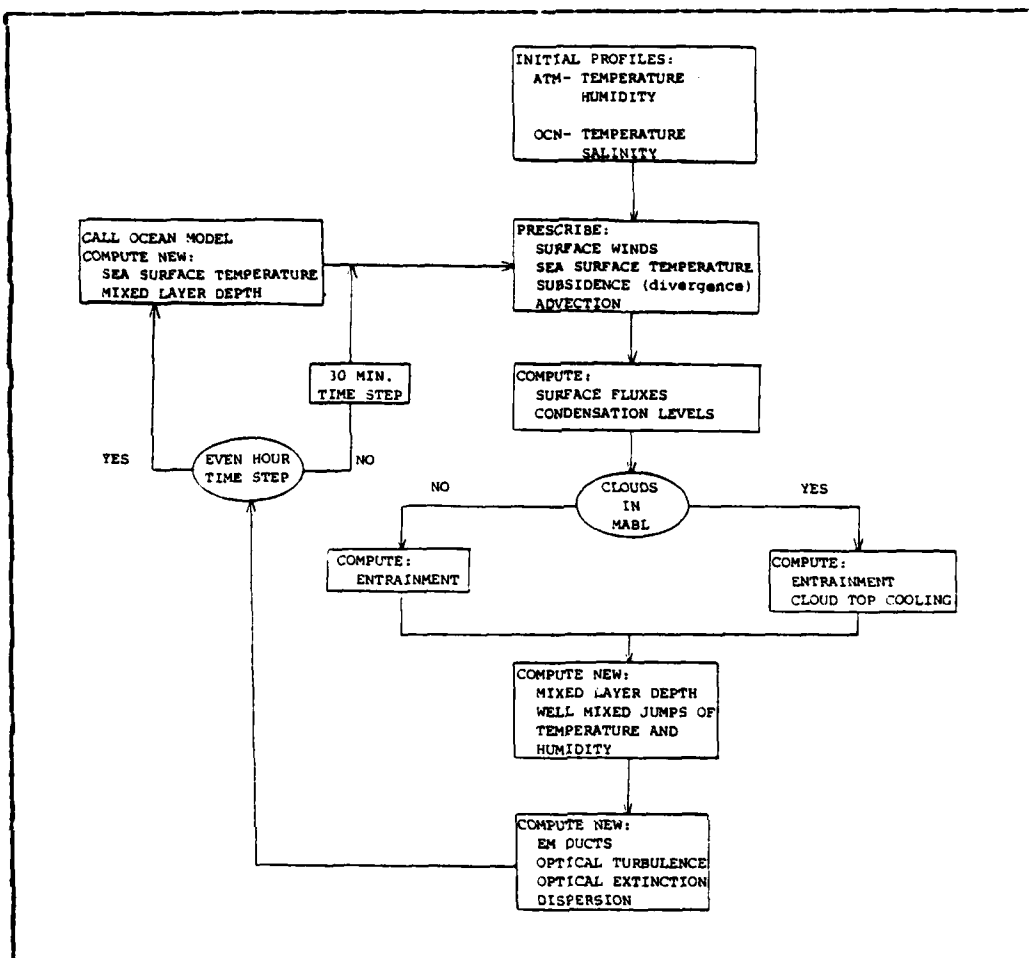 INITIAL PROFILES:
ATM- TEMPERATURE
HUMIDITY
OCN- TEMPERATURE
SALINITY
CALL OCEAN MODEL
COMPUTE NEW:
SEA SURFACE TEMPERATURE
MIXED LAYER DEPTH
PRESCRIBE:
SURFACE WINDS
SEA SURFACE TEMPERATURE
SUBSIDENCE (divergence)
ADVECTION
30 MIN.
TIME STEP
COMPUTE:
SURFACE FLUXES
CONDENSATION LEVELS
YES
EVEN HOUR
TIME STEP
NO
NO
CLOUDS
IN
MABL
YES
COMPUTE:
ENTRAINMENT
COMPUTE:
ENTRAINMENT
CLOUD TOP COOLING
COMPUTE NEW:
MIXED LAYER DEPTH
WELL MIXED JUMPS OF
TEMPERATURE AND
HUMIDITY
COMPUTE NEW:
EM DUCTS
OPTICAL TURBULENCE
OPTICAL EXTINCTION
DISPERSION